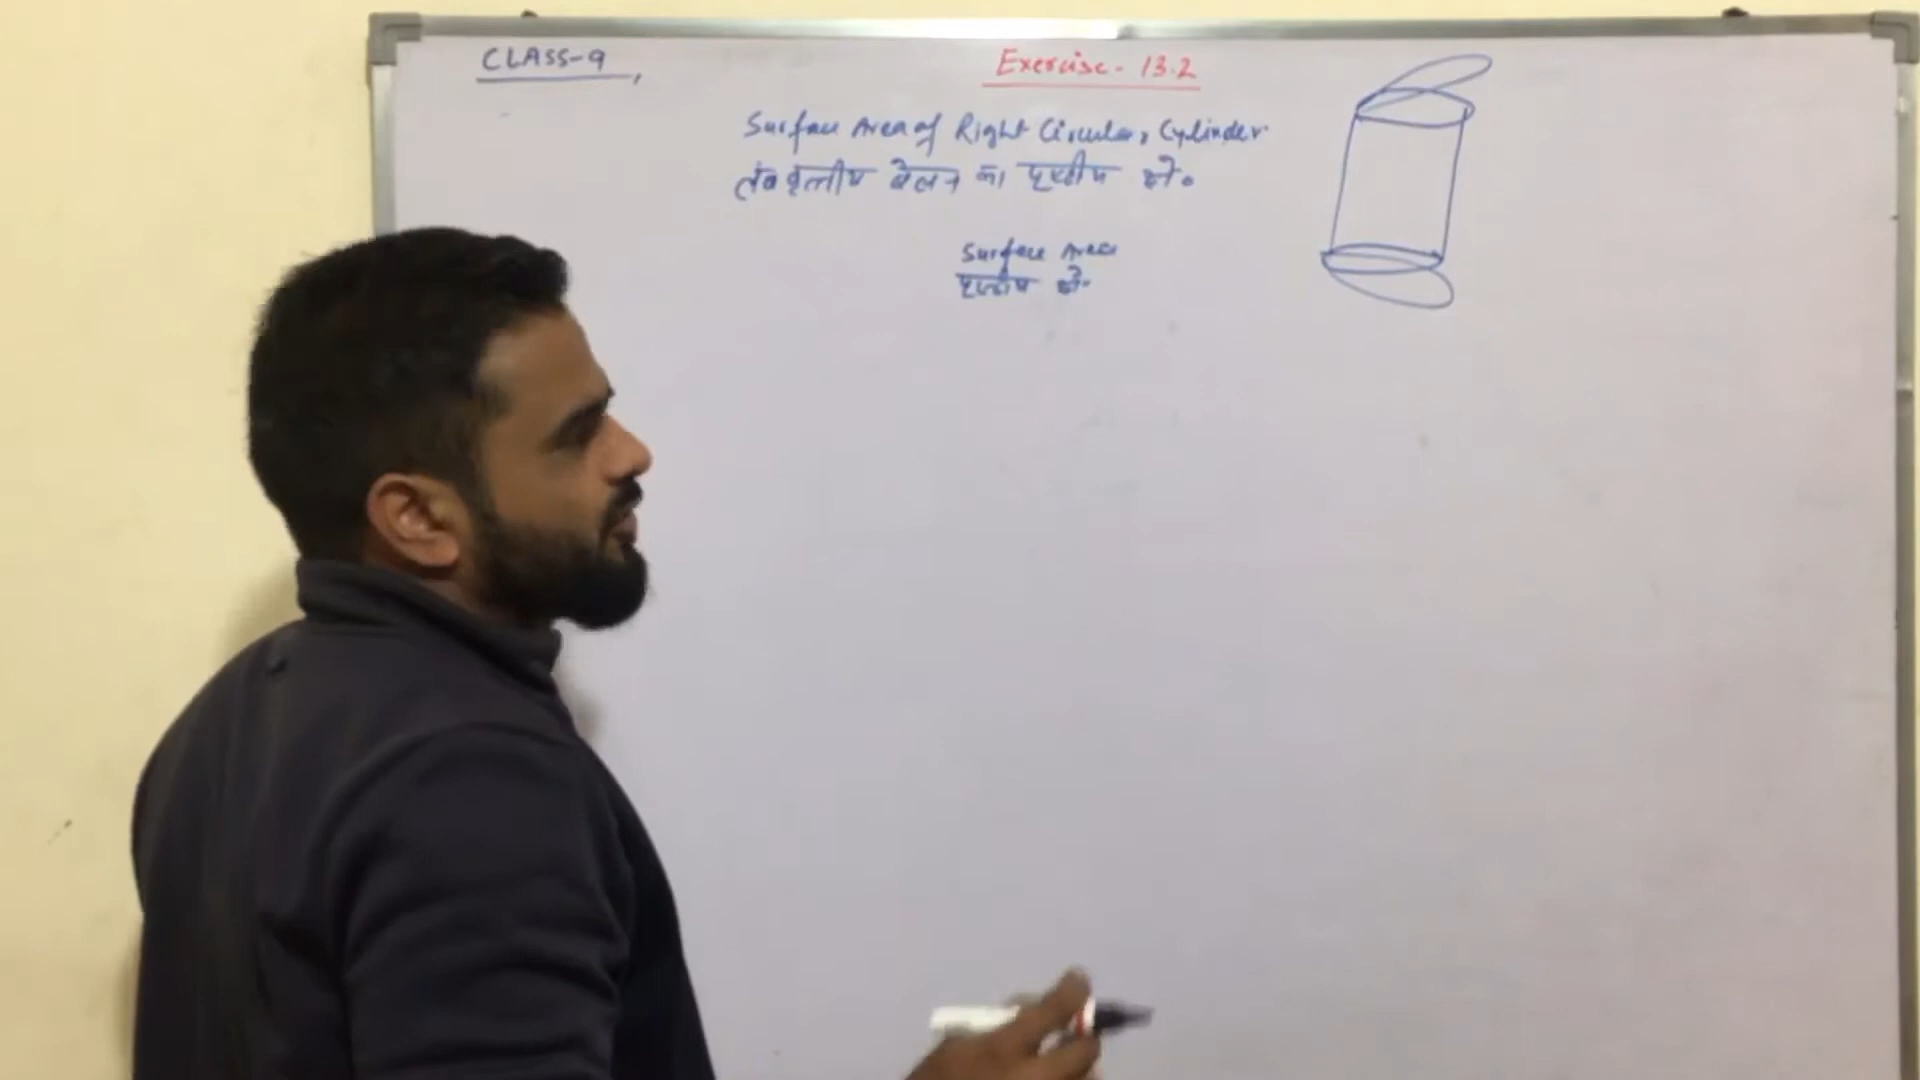 CLASS-9,
Exercise - 13.2
Surface Area of Right Circular, Cylinder
लंब वृत्तीय बेलन का पृष्ठीय क्षे०
Surface Area
पृष्ठीय क्षे०